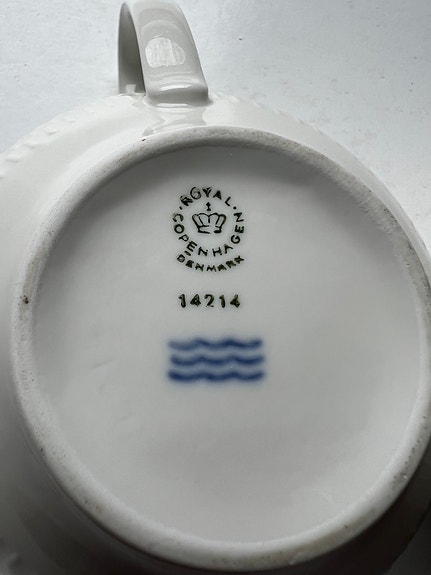 ROYAL
COPENHAGEN
DENMARK
14214